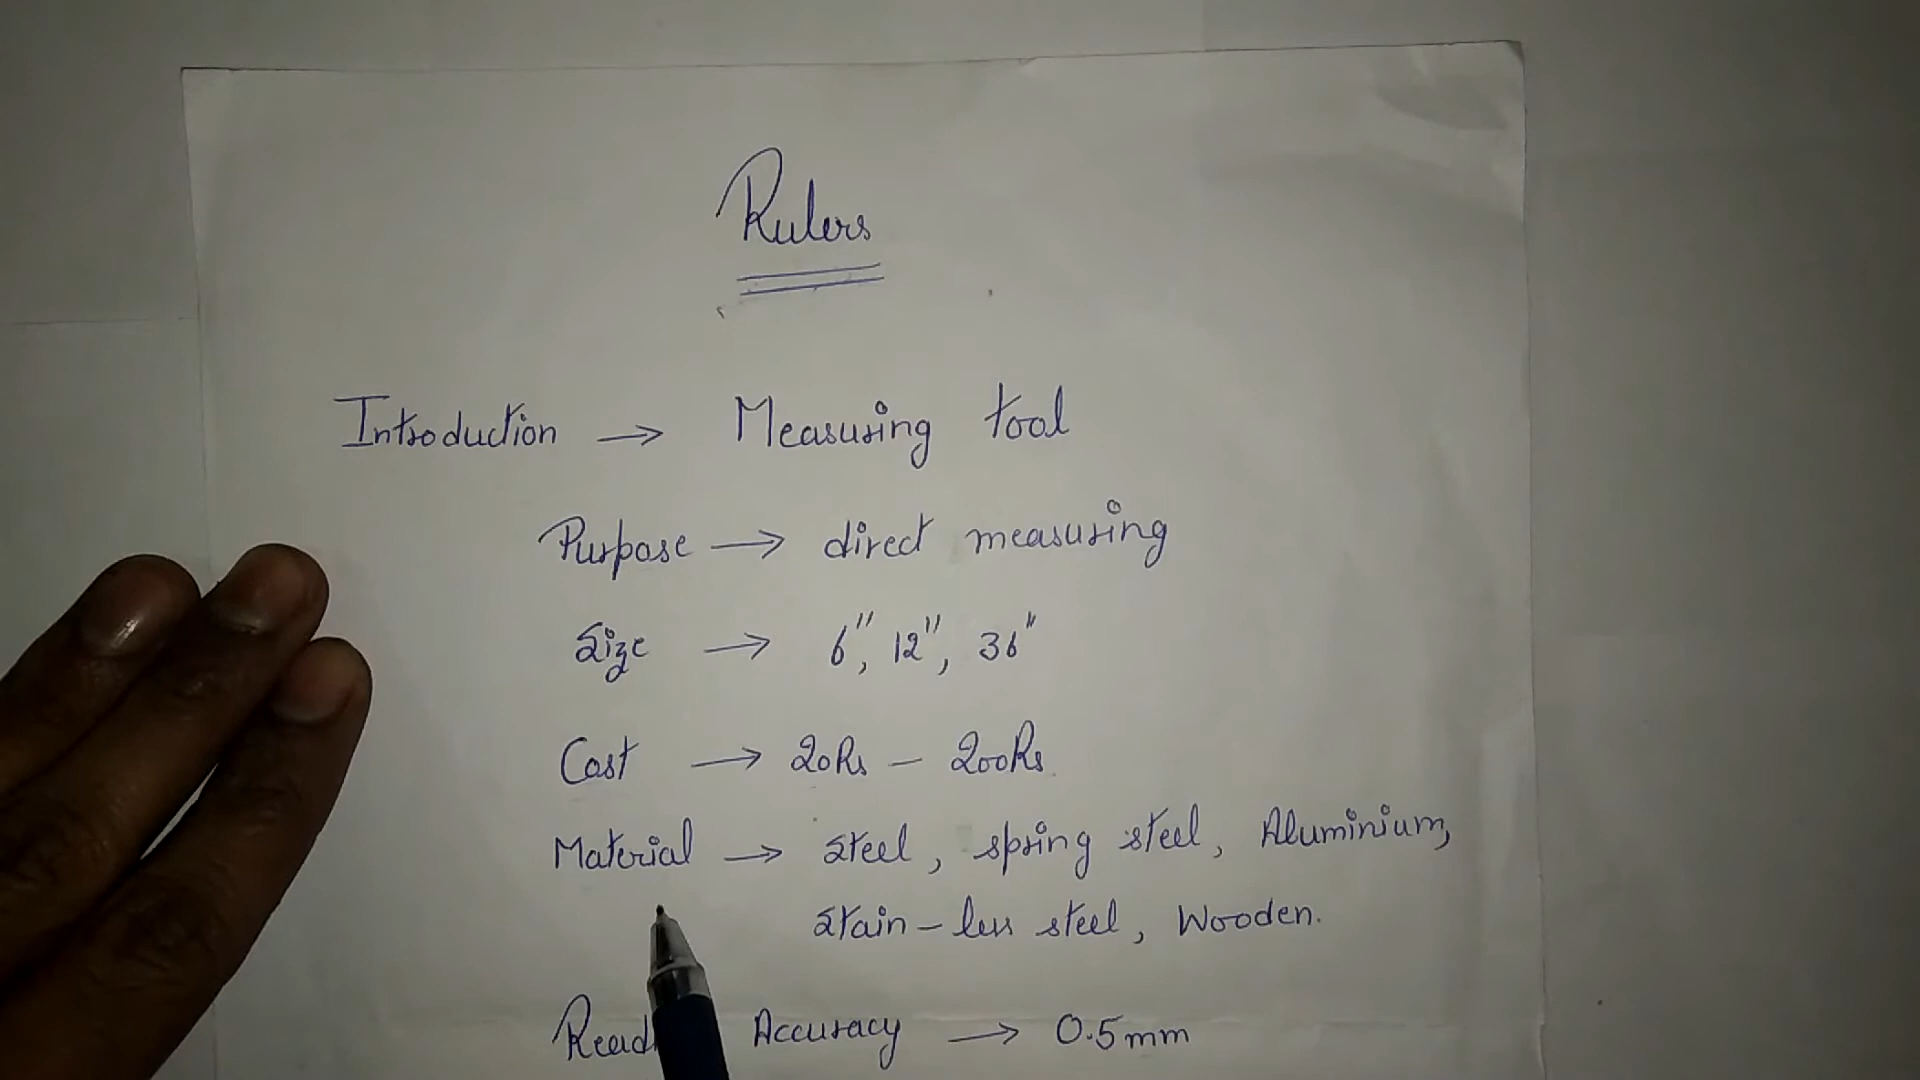 Rulers
Introduction → Measuring tool
Purpose → direct measuring
Size → 6", 12", 36"
Cost → 20Rs – 200Rs.
Material → Steel, spring steel, Aluminium,
Stain-less steel, Wooden.
Accuracy → 0.5mm